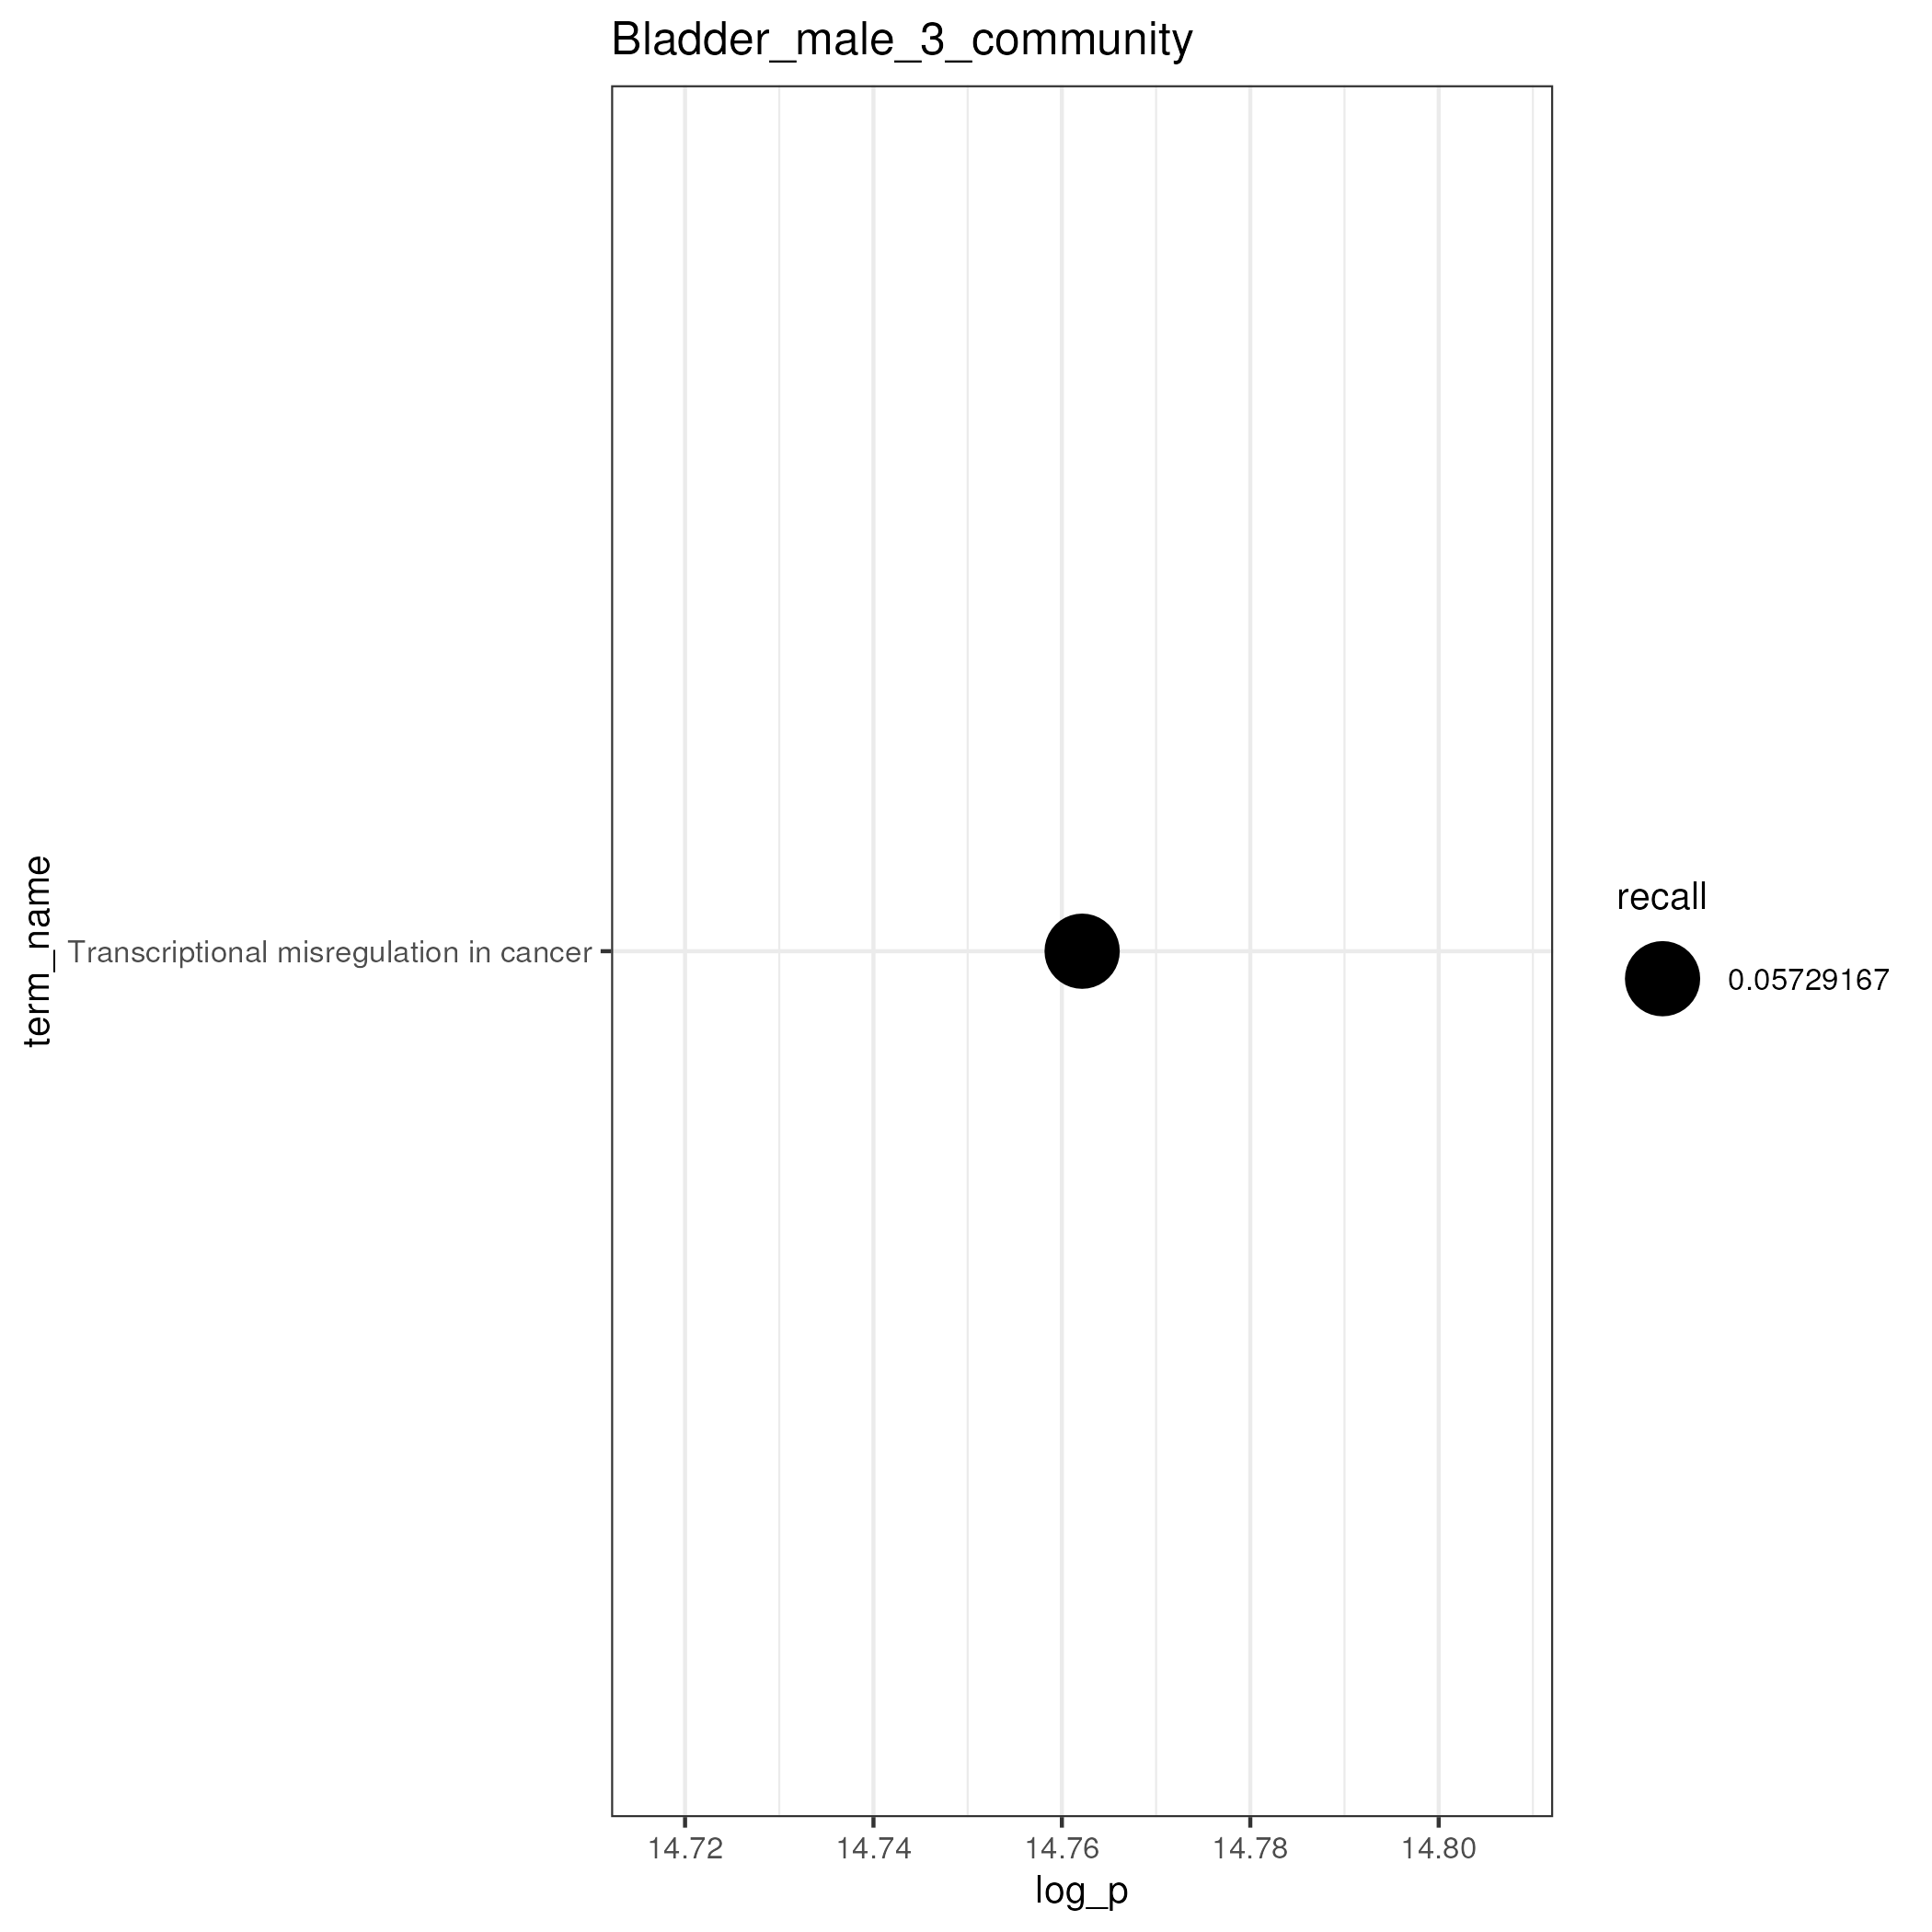 Bladder_male_3_community
term_name
Transcriptional misregulation in cancer
recall
0.05729167
14.72 14.74 14.76 14.78 14.80
log_p